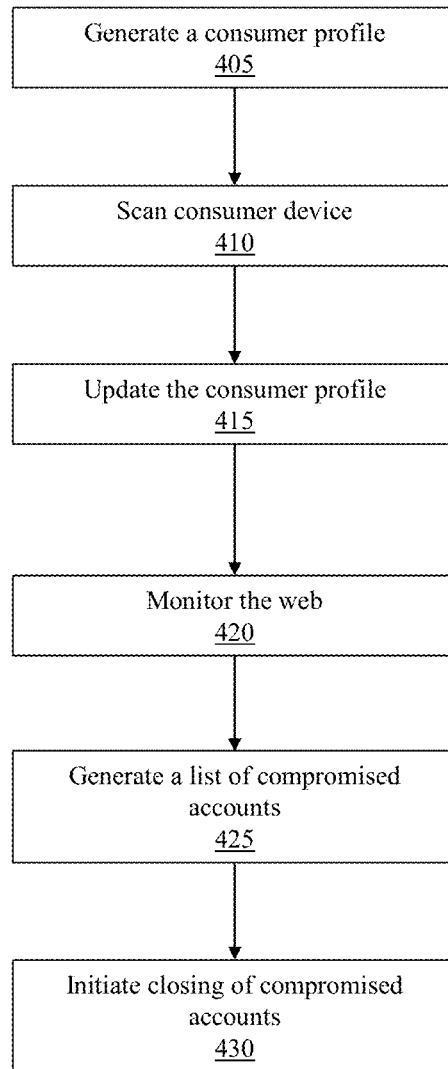 Generate a consumer profile
405
Scan consumer device
410
Update the consumer profile
415
Monitor the web
420
Generate a list of compromised
accounts
425
Initiate closing of compromised
accounts
430